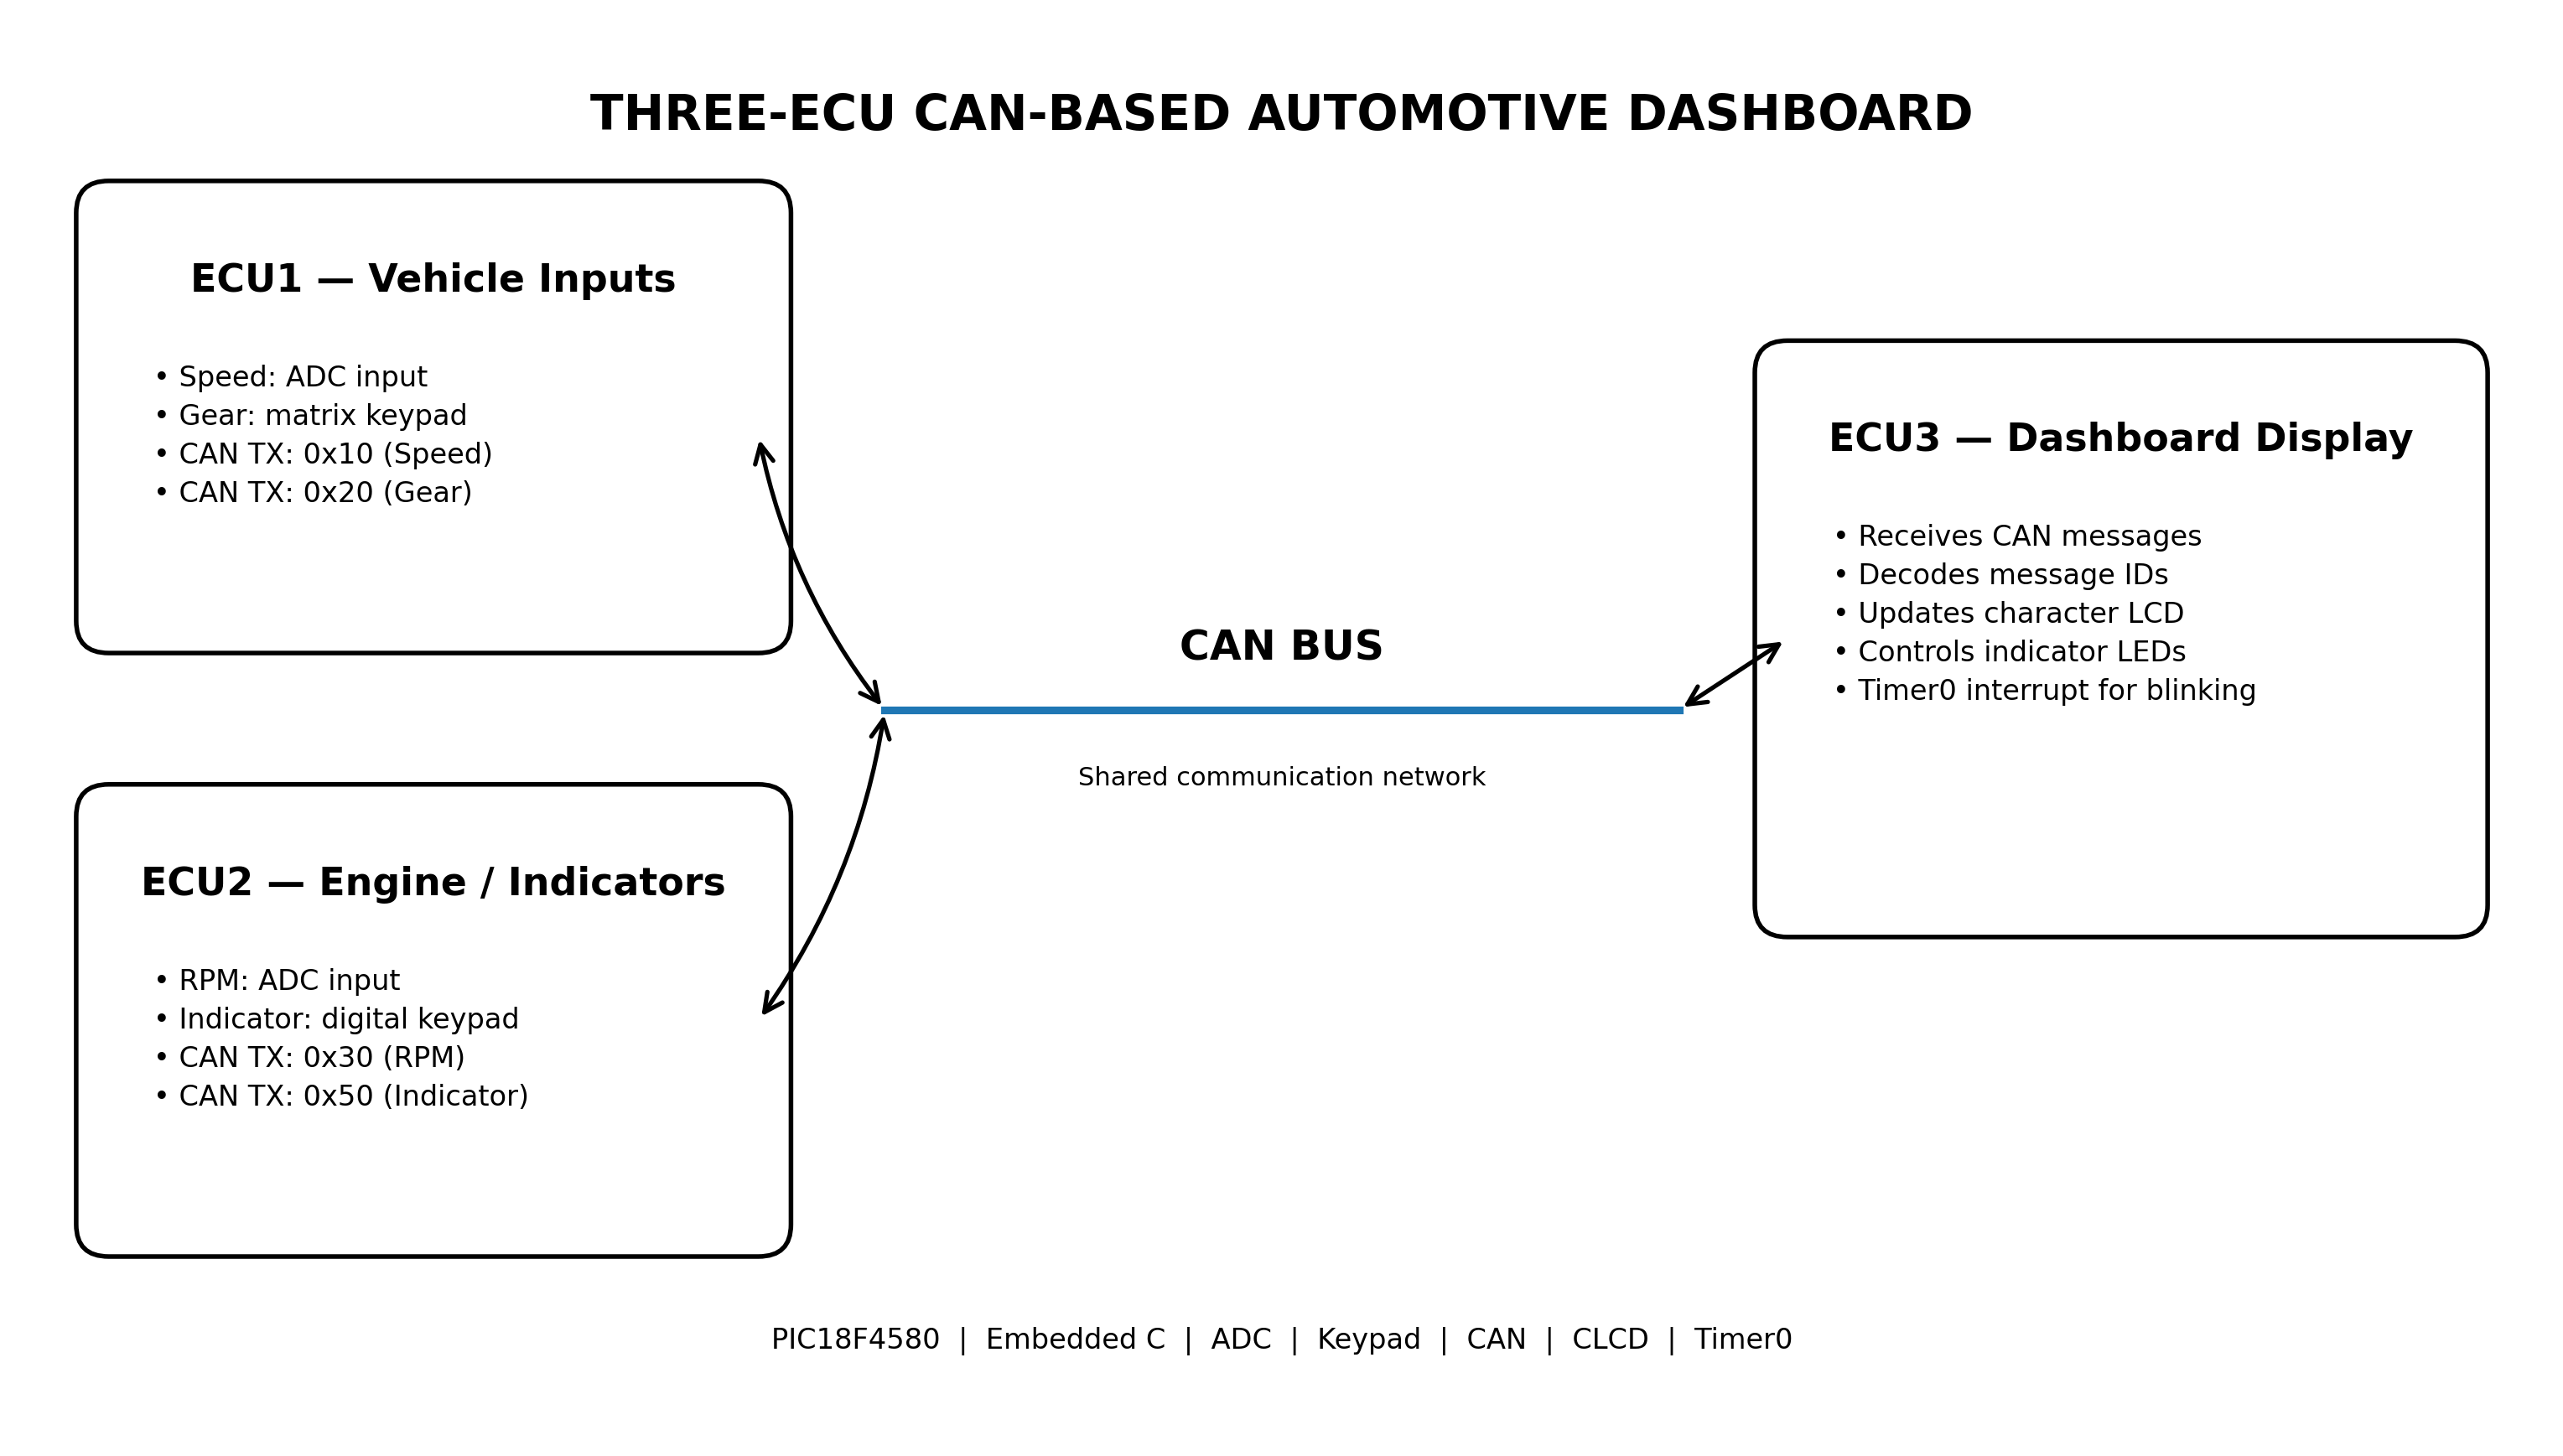 THREE-ECU CAN-BASED AUTOMOTIVE DASHBOARD
ECU1 — Vehicle Inputs
• Speed: ADC input
• Gear: matrix keypad
• CAN TX: 0x10 (Speed)
• CAN TX: 0x20 (Gear)
ECU2 — Engine / Indicators
• RPM: ADC input
• Indicator: digital keypad
• CAN TX: 0x30 (RPM)
• CAN TX: 0x50 (Indicator)
CAN BUS
Shared communication network
ECU3 — Dashboard Display
• Receives CAN messages
• Decodes message IDs
• Updates character LCD
• Controls indicator LEDs
• Timer0 interrupt for blinking
PIC18F4580 | Embedded C | ADC | Keypad | CAN | CLCD | Timer0